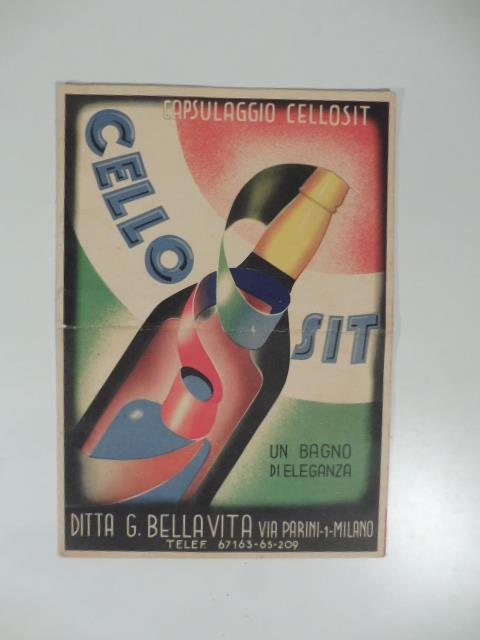 CAPSULAGGIO CELLOSIT
CELLO
SIT
UN BAGNO
DI ELEGANZA
DITTA G. BELLAVITA VIA PARINI-1-MILANO
TELEF. 67163-65-209